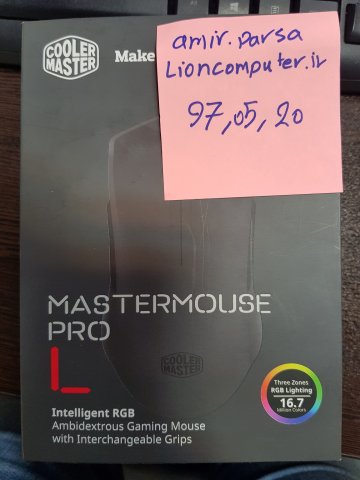 COOLER
MASTER
Make
amir.parsa
Lioncomputer.ir
97,05,20
MASTERMOUSE
PRO
L
Intelligent RGB
Ambidextrous Gaming Mouse
with Interchangeable Grips
Three Zones
RGB Lighting
16.7
Million Colors
COOLER
MASTER